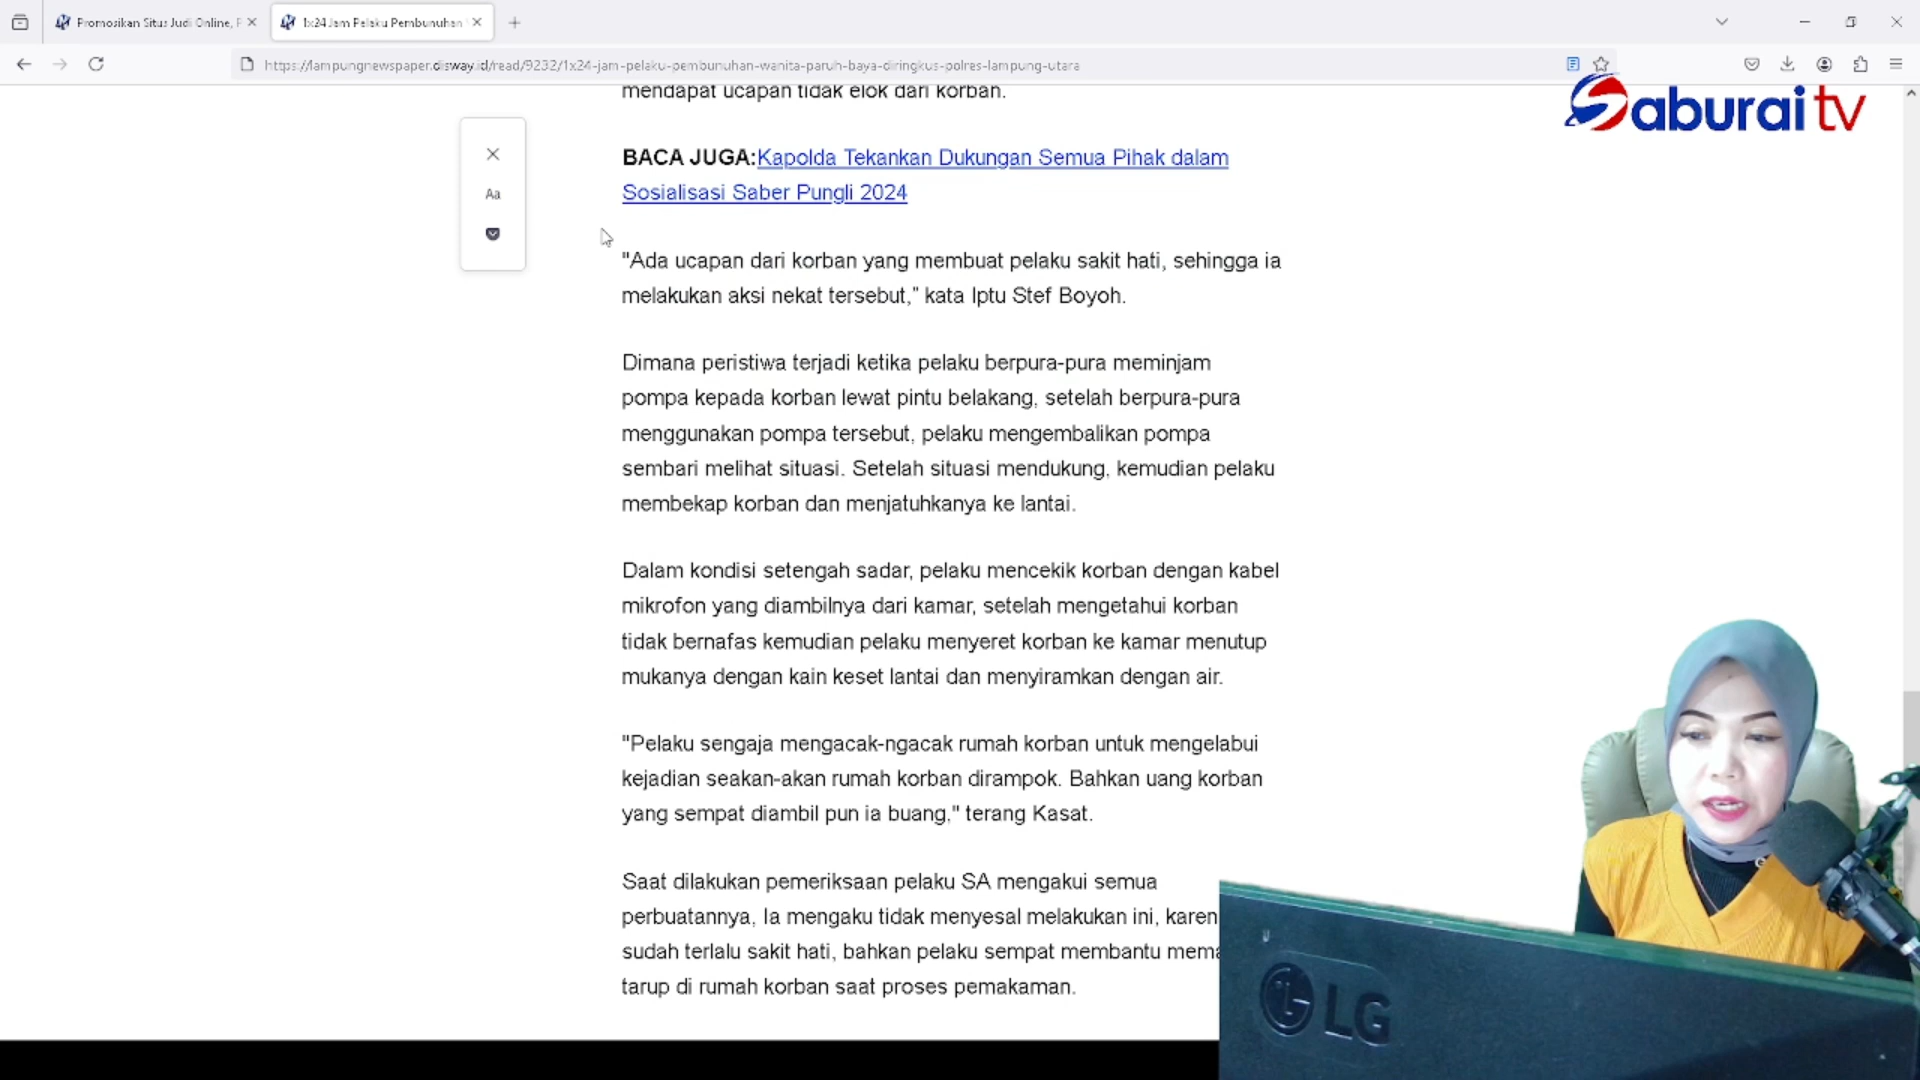 Promosikan Situs Judi Online, P
1x24 Jam Pelaku Pembunuhan
https://lampungnewspaper.disway.id/read/9232/1x24-jam-pelaku-pembunuhan-wanita-paruh-baya-diringkus-polres-lampung-utara
Saburai tv
mendapat ucapan tidak elok dari korban.
Aa
BACA JUGA:Kapolda Tekankan Dukungan Semua Pihak dalam
Sosialisasi Saber Pungli 2024
"Ada ucapan dari korban yang membuat pelaku sakit hati, sehingga ia
melakukan aksi nekat tersebut," kata Iptu Stef Boyoh.
Dimana peristiwa terjadi ketika pelaku berpura-pura meminjam
pompa kepada korban lewat pintu belakang, setelah berpura-pura
menggunakan pompa tersebut, pelaku mengembalikan pompa
sembari melihat situasi. Setelah situasi mendukung, kemudian pelaku
membekap korban dan menjatuhkanya ke lantai.
Dalam kondisi setengah sadar, pelaku mencekik korban dengan kabel
mikrofon yang diambilnya dari kamar, setelah mengetahui korban
tidak bernafas kemudian pelaku menyeret korban ke kamar menutup
mukanya dengan kain keset lantai dan menyiramkan dengan air.
"Pelaku sengaja mengacak-ngacak rumah korban untuk mengelabui
kejadian seakan-akan rumah korban dirampok. Bahkan uang korban
yang sempat diambil pun ia buang," terang Kasat.
Saat dilakukan pemeriksaan pelaku SA mengakui semua
perbuatannya, Ia mengaku tidak menyesal melakukan ini, karen
sudah terlalu sakit hati, bahkan pelaku sempat membantu mema
tarup di rumah korban saat proses pemakaman.
LG